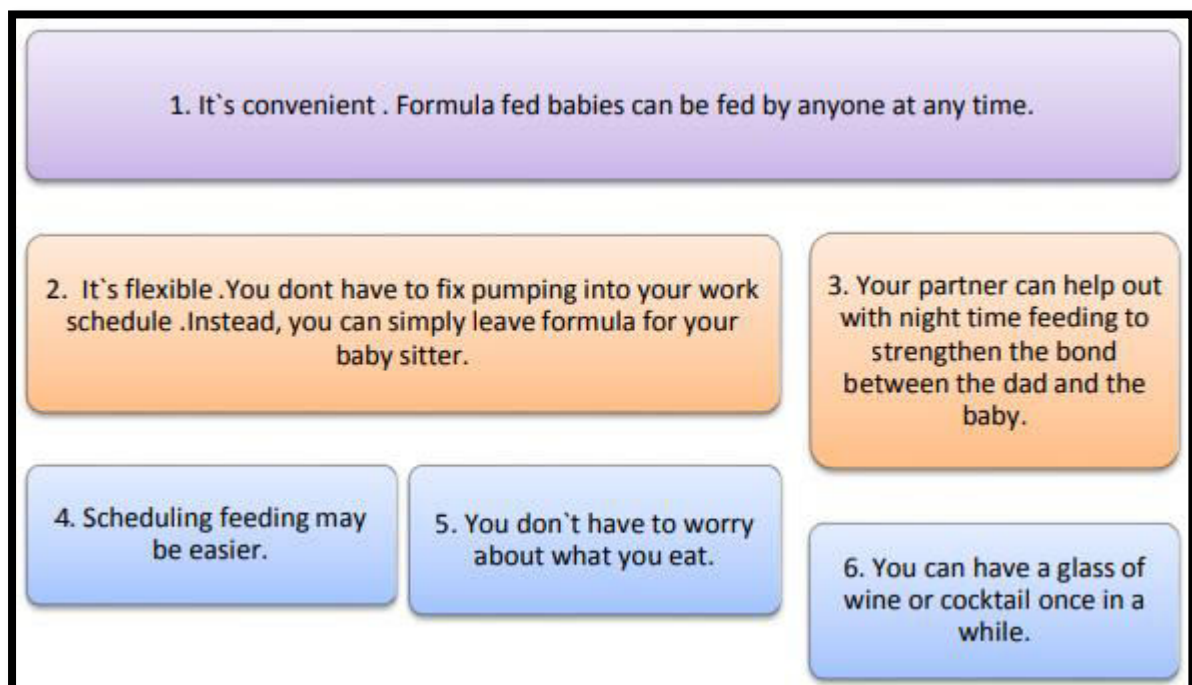 1. It`s convenient . Formula fed babies can be fed by anyone at any time.
2. It`s flexible .You dont have to fix pumping into your work
schedule .Instead, you can simply leave formula for your
baby sitter.
3. Your partner can help out
with night time feeding to
strengthen the bond
between the dad and the
baby.
4. Scheduling feeding may
be easier.
5. You don`t have to worry
about what you eat.
6. You can have a glass of
wine or cocktail once in a
while.